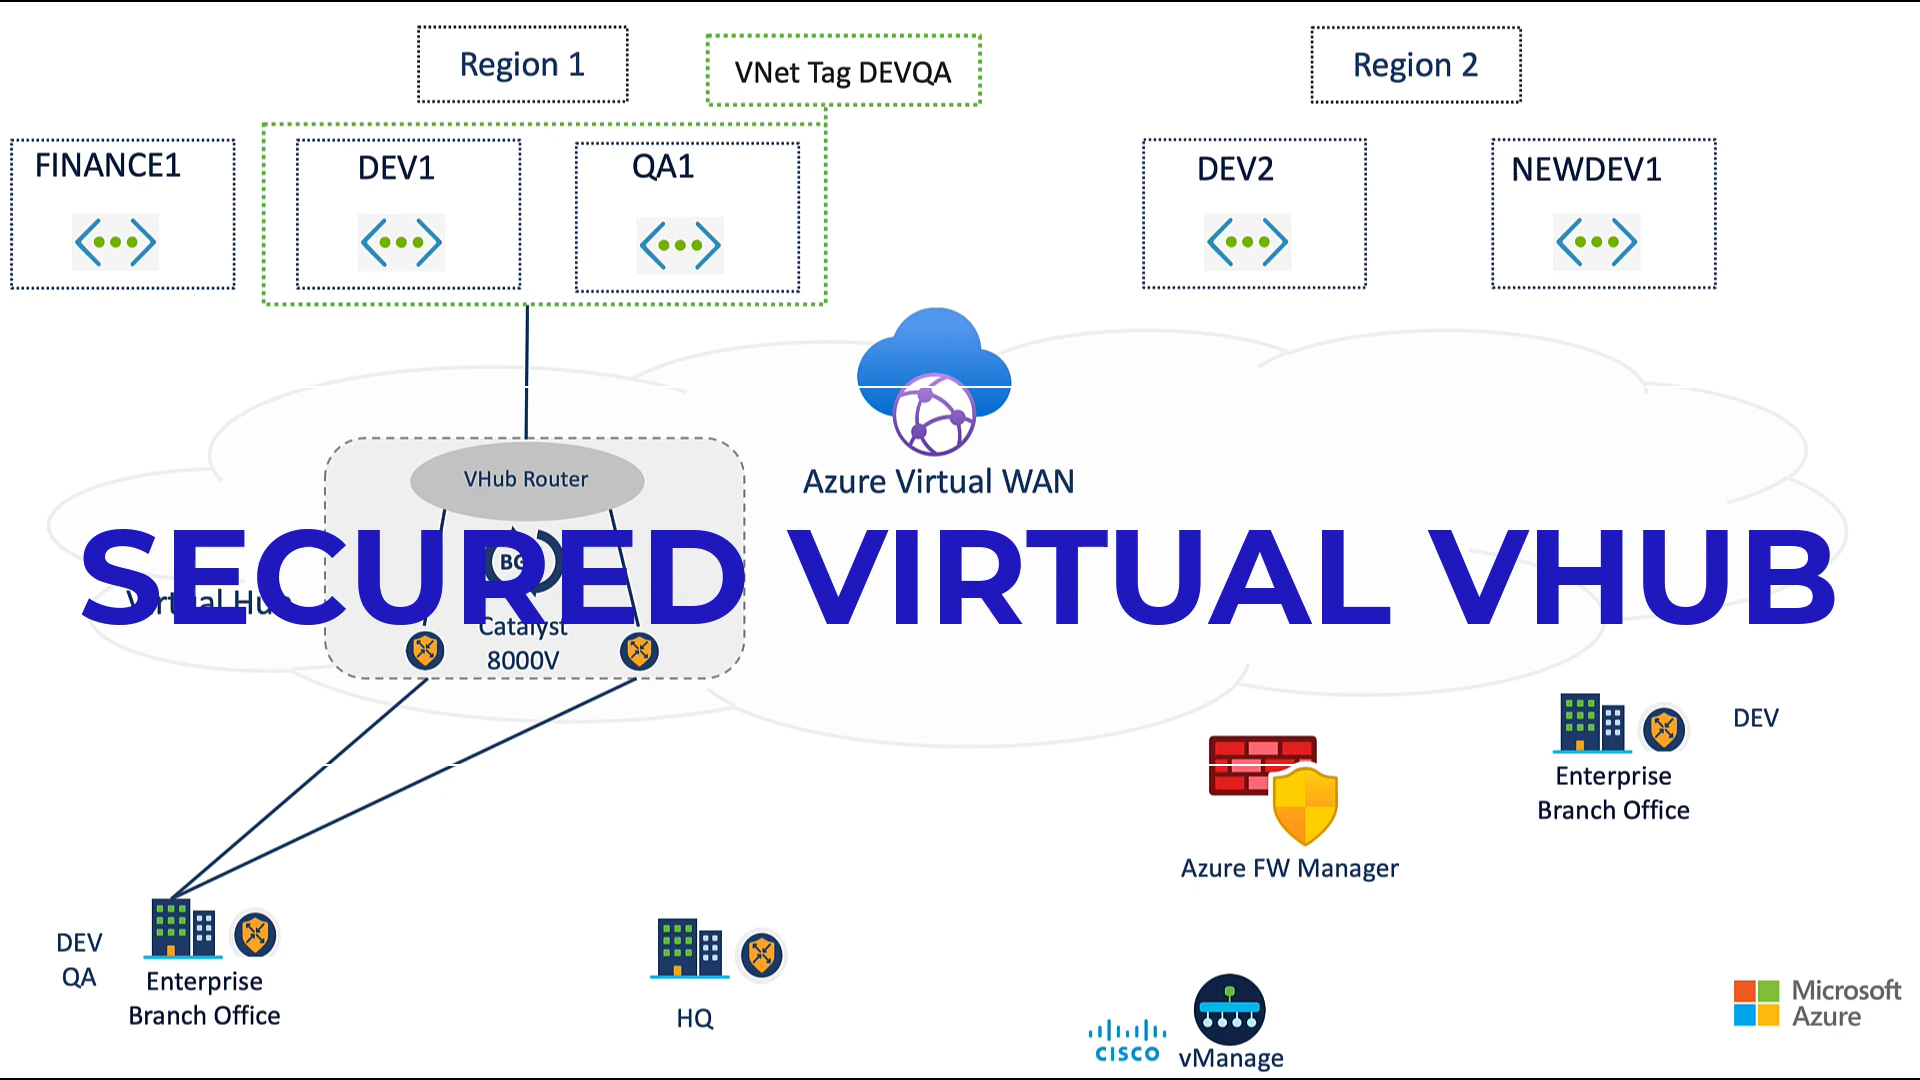 Region 1
VNet Tag DEVQA
Region 2
FINANCE1
DEV1
QA1
DEV2
NEWDEV1
VHub Router
Azure Virtual WAN
SECURED VIRTUAL VHUB
Virtual Hub
Catalyst
8000V
DEV
Enterprise
Branch Office
Azure FW Manager
DEV
QA
Enterprise
Branch Office
HQ
CISCO
vManage
Microsoft
Azure